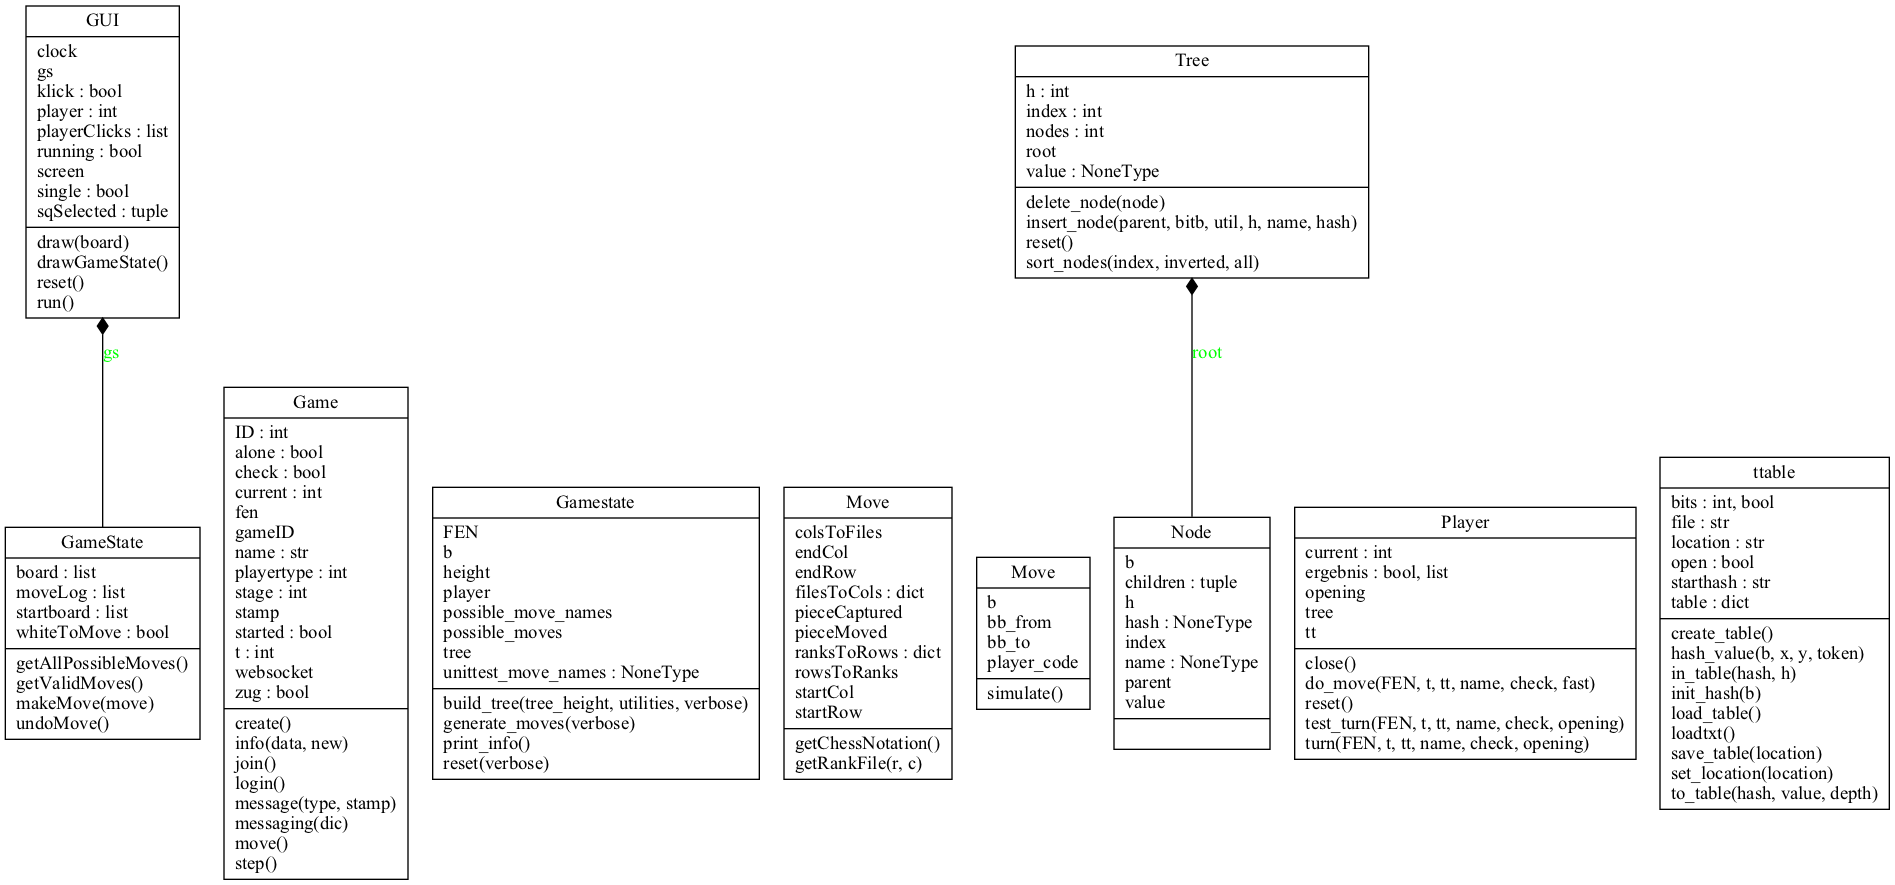 GUI
clock
gs
klick : bool
player : int
playerClicks : list
running : bool
screen
single : bool
sqSelected : tuple
draw(board)
drawGameState()
reset()
run()
gs
GameState
board : list
moveLog : list
startboard : list
whiteToMove : bool
getAllPossibleMoves()
getValidMoves()
makeMove(move)
undoMove()
Game
ID : int
alone : bool
check : bool
current : int
fen
gameID
name : str
playertype : int
stage : int
stamp
started : bool
t : int
websocket
zug : bool
create()
info(data, new)
join()
login()
message(type, stamp)
messaging(dic)
move()
step()
Gamestate
FEN
b
height
player
possible_move_names
possible_moves
tree
unittest_move_names : NoneType
build_tree(tree_height, utilities, verbose)
generate_moves(verbose)
print_info()
reset(verbose)
Move
colsToFiles
endCol
endRow
filesToCols : dict
pieceCaptured
pieceMoved
ranksToRows : dict
rowsToRanks
startCol
startRow
getChessNotation()
getRankFile(r, c)
Move
b
bb_from
bb_to
player_code
simulate()
Tree
h : int
index : int
nodes : int
root
value : NoneType
delete_node(node)
insert_node(parent, bitb, util, h, name, hash)
reset()
sort_nodes(index, inverted, all)
root
Node
b
children : tuple
h
hash : NoneType
index
name : NoneType
parent
value
Player
current : int
ergebnis : bool, list
opening
tree
tt
close()
do_move(FEN, t, tt, name, check, fast)
reset()
test_turn(FEN, t, tt, name, check, opening)
turn(FEN, t, tt, name, check, opening)
ttable
bits : int, bool
file : str
location : str
open : bool
starthash : str
table : dict
create_table()
hash_value(b, x, y, token)
in_table(hash, h)
init_hash(b)
load_table()
loadtxt()
save_table(location)
set_location(location)
to_table(hash, value, depth)